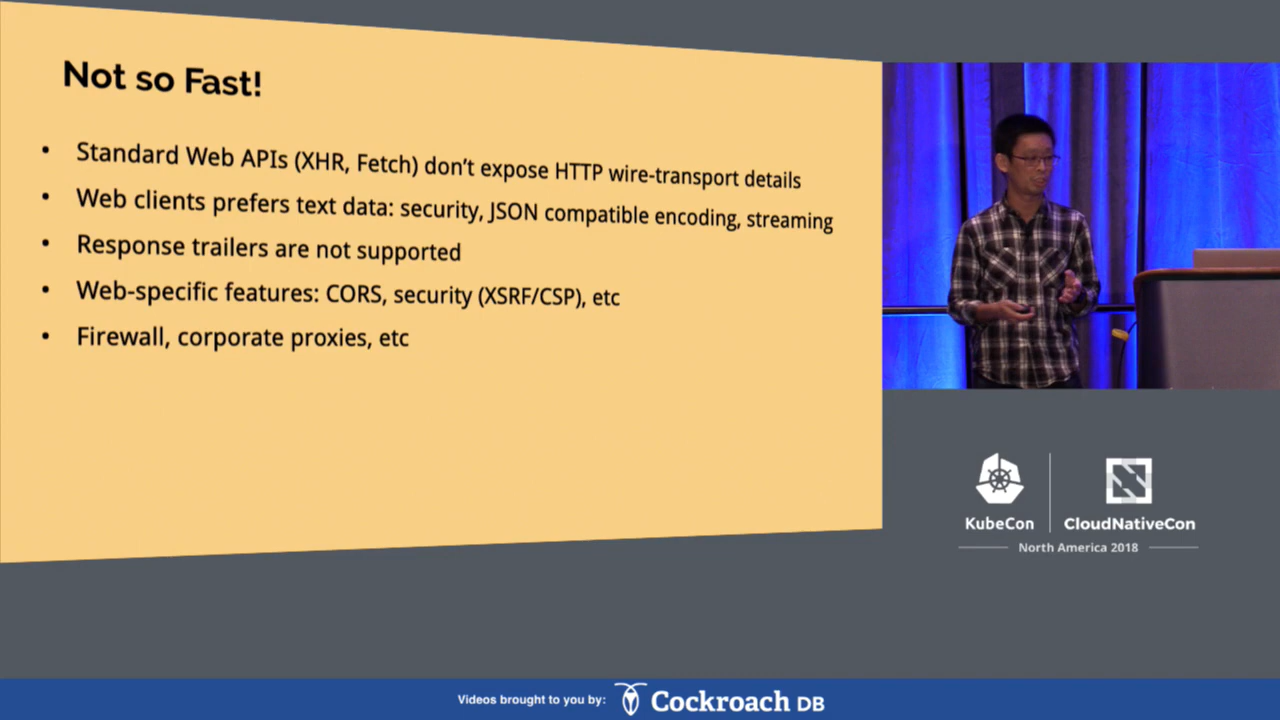 Not so Fast!
• Standard Web APIs (XHR, Fetch) don't expose HTTP wire-transport details
• Web clients prefers text data: security, JSON compatible encoding, streaming
• Response trailers are not supported
• Web-specific features: CORS, security (XSRF/CSP), etc
• Firewall, corporate proxies, etc
KubeCon
CloudNativeCon
North America 2018
Videos brought to you by:
Cockroach DB